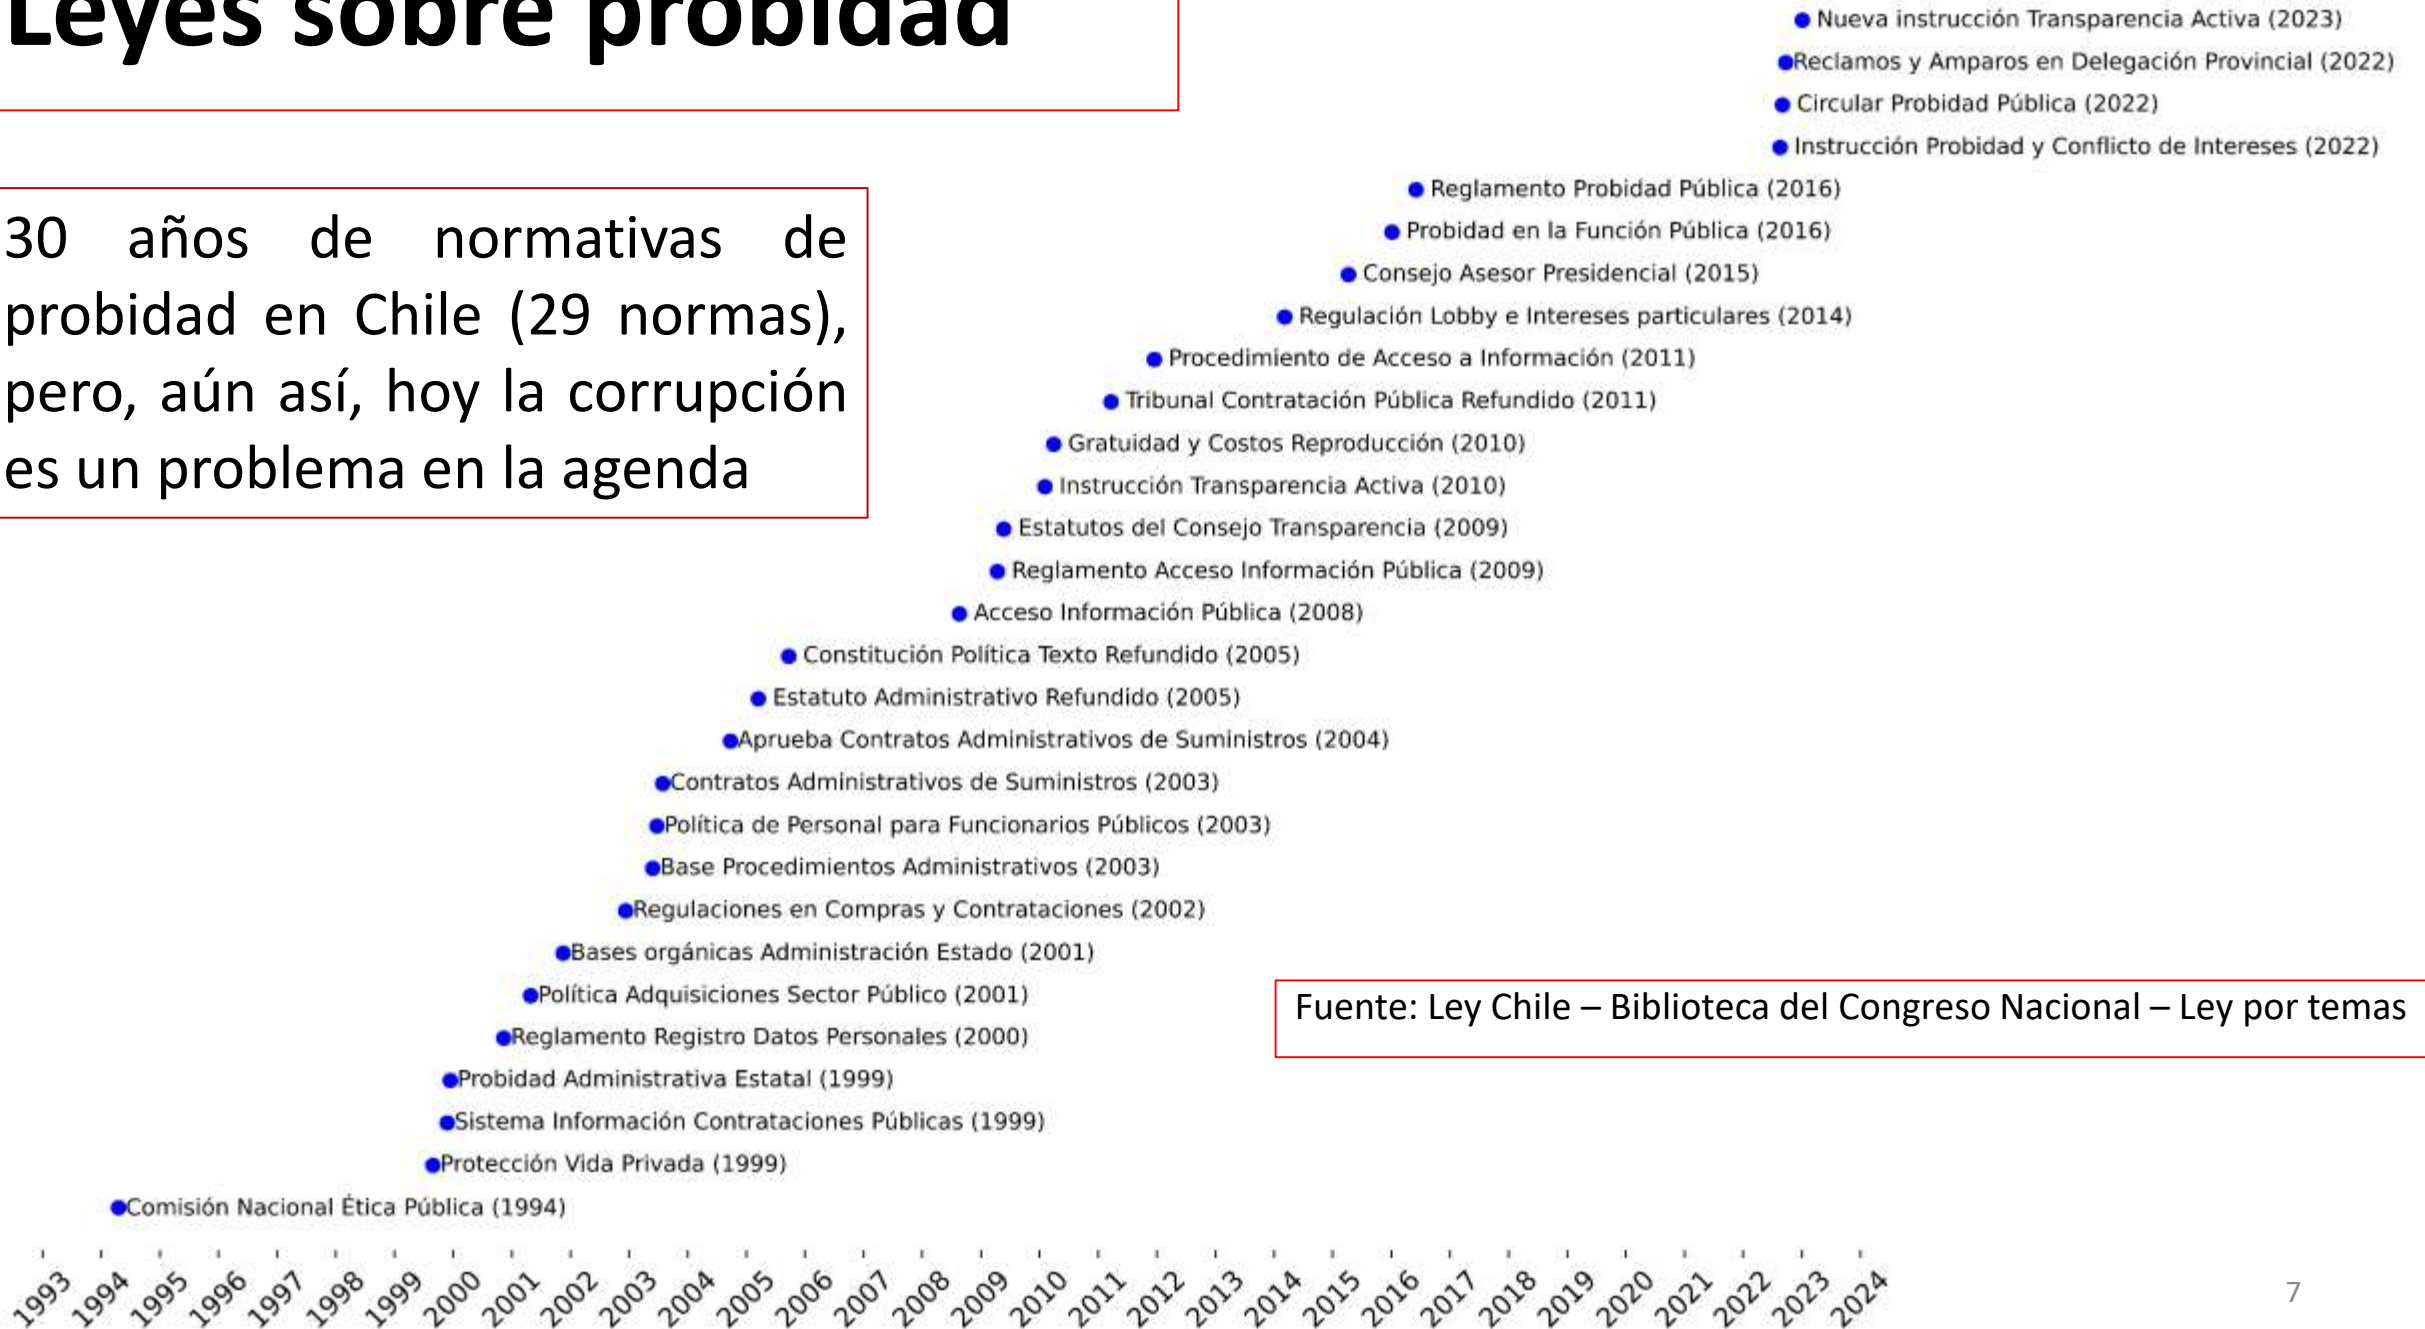 Leyes sobre probidad
30 años de normativas de
probidad en Chile (29 normas),
pero, aún así, hoy la corrupción
es un problema en la agenda
Nueva instrucción Transparencia Activa (2023)
Reclamos y Amparos en Delegación Provincial (2022)
Circular Probidad Pública (2022)
Instrucción Probidad y Conflicto de Intereses (2022)
Reglamento Probidad Pública (2016)
Probidad en la Función Pública (2016)
Consejo Asesor Presidencial (2015)
Regulación Lobby e Intereses particulares (2014)
Procedimiento de Acceso a Información (2011)
Tribunal Contratación Pública Refundido (2011)
Gratuidad y Costos Reproducción (2010)
Instrucción Transparencia Activa (2010)
Estatutos del Consejo Transparencia (2009)
Reglamento Acceso Información Pública (2009)
Acceso Información Pública (2008)
Constitución Política Texto Refundido (2005)
Estatuto Administrativo Refundido (2005)
Aprueba Contratos Administrativos de Suministros (2004)
Contratos Administrativos de Suministros (2003)
Política de Personal para Funcionarios Públicos (2003)
Base Procedimientos Administrativos (2003)
Regulaciones en Compras y Contrataciones (2002)
Bases orgánicas Administración Estado (2001)
Política Adquisiciones Sector Público (2001)
Reglamento Registro Datos Personales (2000)
Probidad Administrativa Estatal (1999)
Sistema Información Contrataciones Públicas (1999)
Protección Vida Privada (1999)
Comisión Nacional Ética Pública (1994)
Fuente: Ley Chile – Biblioteca del Congreso Nacional – Ley por temas
1993 1994 1995 1996 1997 1998 1999 2000 2001 2002 2003 2004 2005 2006 2007 2008 2009 2010 2011 2012 2013 2014 2015 2016 2017 2018 2019 2020 2021 2022 2023 2024
7